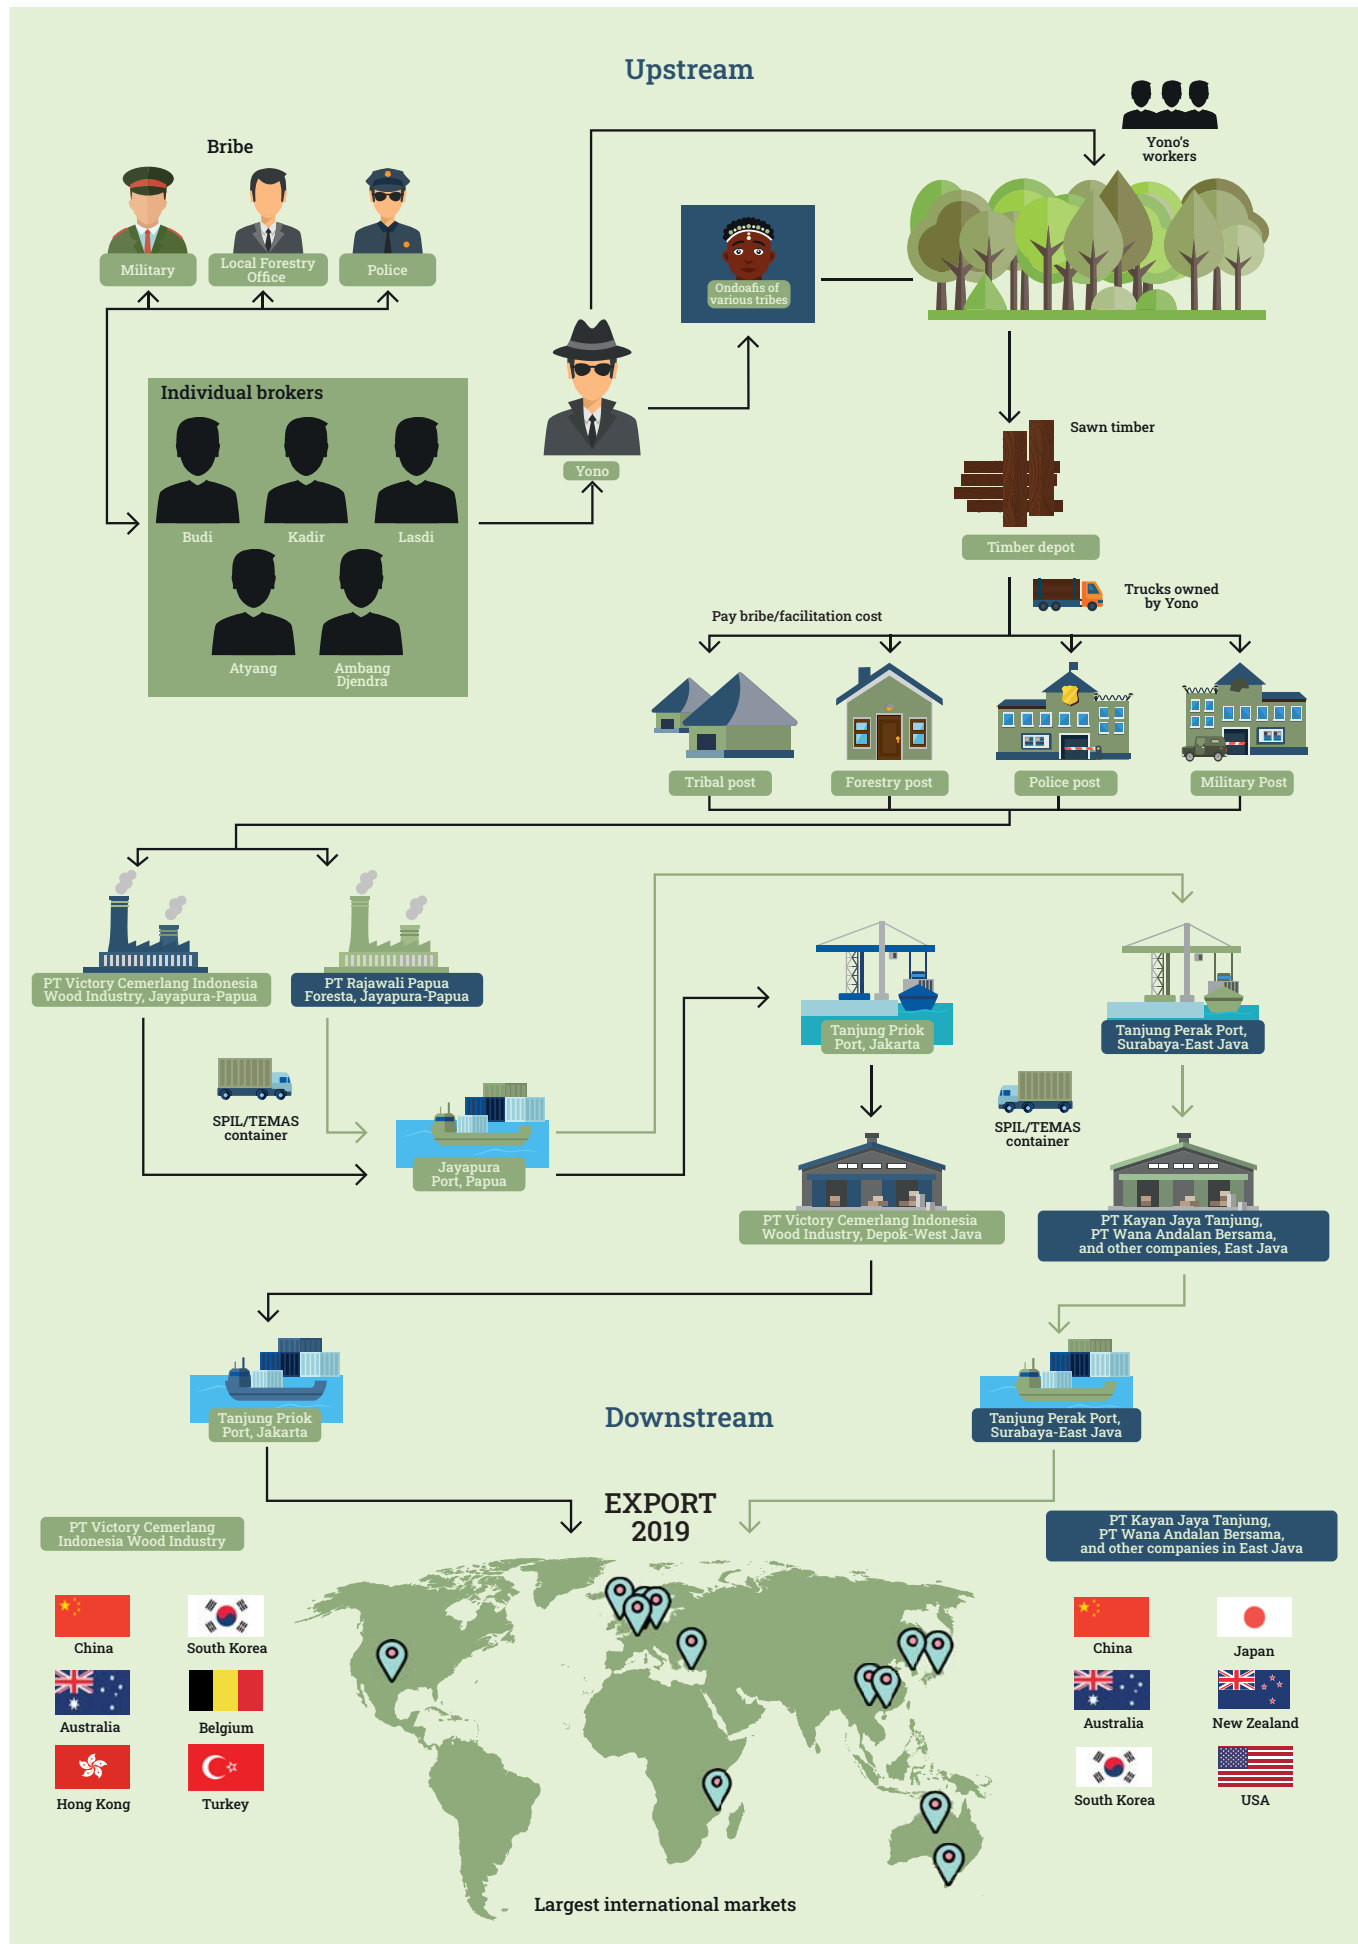 Upstream
Yono's
workers
Bribe
Military
Local Forestry
Office
Police
Ondoafis of
various tribes
Individual brokers
Budi
Kadir
Lasdi
Atyang
Ambang
Djendra
Yono
Sawn timber
Timber depot
Trucks owned
by Yono
Pay bribe/facilitation cost
Tribal post
Forestry post
Police post
Military Post
PT Victory Cemerlang Indonesia
Wood Industry, Jayapura-Papua
PT Rajawali Papua
Foresta, Jayapura-Papua
Tanjung Priok
Port, Jakarta
Tanjung Perak Port,
Surabaya-East Java
SPIL/TEMAS
container
SPIL/TEMAS
container
Jayapura
Port, Papua
PT Victory Cemerlang Indonesia
Wood Industry, Depok-West Java
PT Kayan Jaya Tanjung,
PT Wana Andalan Bersama,
and other companies, East Java
Tanjung Priok
Port, Jakarta
Downstream
Tanjung Perak Port,
Surabaya-East Java
EXPORT
2019
PT Victory Cemerlang
Indonesia Wood Industry
PT Kayan Jaya Tanjung,
PT Wana Andalan Bersama,
and other companies in East Java
China
South Korea
Australia
Belgium
Hong Kong
Turkey
China
Japan
Australia
New Zealand
South Korea
USA
Largest international markets